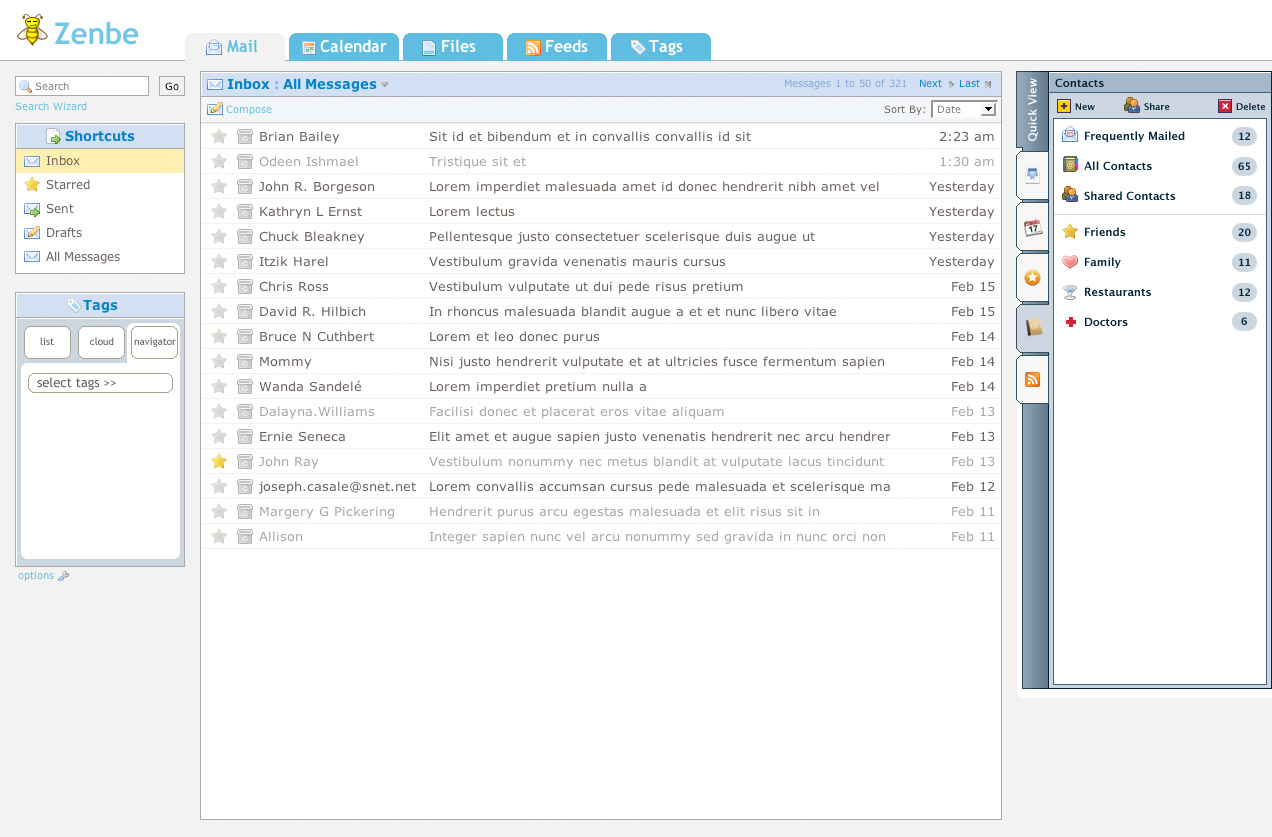 Zenbe
Mail
Calendar
Files
Feeds
Tags
Search
Go
Search Wizard
Shortcuts
Inbox
Starred
Sent
Drafts
All Messages
Tags
list
cloud
navigator
select tags >>
options
Inbox : All Messages
Messages 1 to 50 of 321 Next Last
Compose
Sort By: Date
Brian Bailey Sit id et bibendum et in convallis convallis id sit 2:23 am
Odeen Ishmael Tristique sit et 1:30 am
John R. Borgeson Lorem imperdiet malesuada amet id donec hendrerit nibh amet vel Yesterday
Kathryn L Ernst Lorem lectus Yesterday
Chuck Bleakney Pellentesque justo consectetuer scelerisque duis augue ut Yesterday
Itzik Harel Vestibulum gravida venenatis mauris cursus Yesterday
Chris Ross Vestibulum vulputate ut dui pede risus pretium Feb 15
David R. Hilbich In rhoncus malesuada blandit augue a et et nunc libero vitae Feb 15
Bruce N Cuthbert Lorem et leo donec purus Feb 14
Mommy Nisi justo hendrerit vulputate et at ultricies fusce fermentum sapien Feb 14
Wanda Sandelé Lorem imperdiet pretium nulla a Feb 14
Dalayna.Williams Facilisi donec et placerat eros vitae aliquam Feb 13
Ernie Seneca Elit amet et augue sapien justo venenatis hendrerit nec arcu hendrer Feb 13
John Ray Vestibulum nonummy nec metus blandit at vulputate lacus tincidunt Feb 13
joseph.casale@snet.net Lorem convallis accumsan cursus pede malesuada et scelerisque ma Feb 12
Margery G Pickering Hendrerit purus arcu egestas malesuada et elit risus sit in Feb 11
Allison Integer sapien nunc vel arcu nonummy sed gravida in nunc orci non Feb 11
Quick View
17
Contacts
New
Share
Delete
Frequently Mailed 12
All Contacts 65
Shared Contacts 18
Friends 20
Family 11
Restaurants 12
Doctors 6